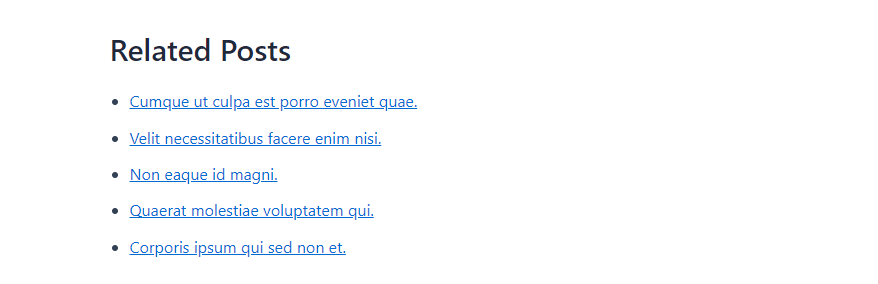 Related Posts
Cumque ut culpa est porro eveniet quae.
Velit necessitatibus facere enim nisi.
Non eaque id magni.
Quaerat molestiae voluptatem qui.
Corporis ipsum qui sed non et.